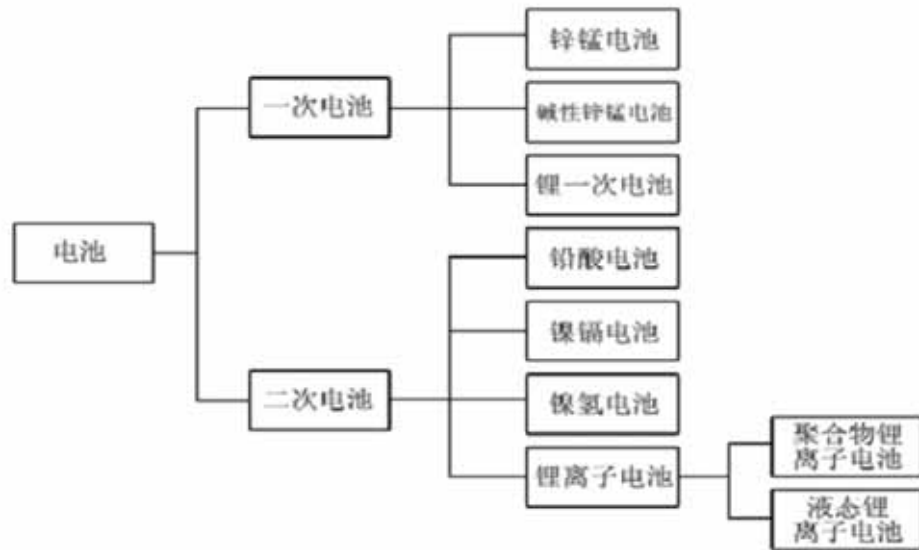 电池
一次电池
锌锰电池
碱性锌锰电池
锂一次电池
二次电池
铅酸电池
镍镉电池
镍氢电池
锂离子电池
聚合物锂
离子电池
液态锂
离子电池